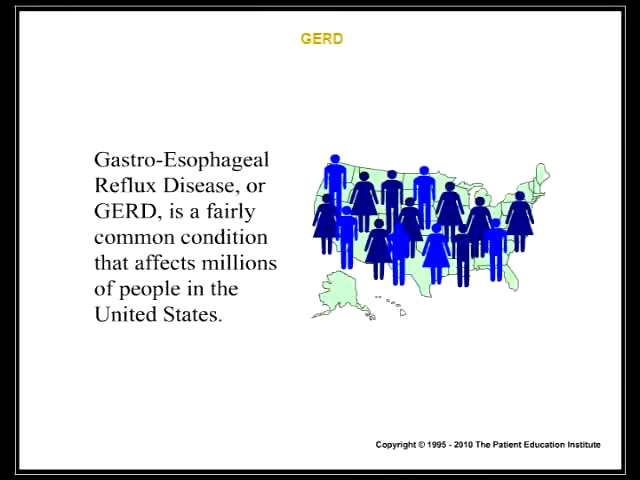 GERD
Gastro-Esophageal
Reflux Disease, or
GERD, is a fairly
common condition
that affects millions
of people in the
United States.
Copyright © 1995 - 2010 The Patient Education Institute